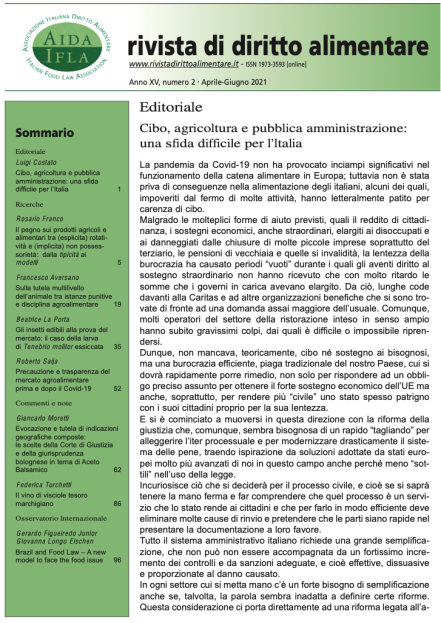 ASSOCIAZIONE ITALIANA DIRITTO ALIMENTARE
AIDA
IFLA
ITALIAN FOOD LAW ASSOCIATION
rivista di diritto alimentare
www.rivistadirittoalimentare.it - ISSN 1973-3593 [online]
Anno XV, numero 2 · Aprile-Giugno 2021
Sommario
Editoriale
Luigi Costato
Cibo, agricoltura e pubblica
amministrazione: una sfida
difficile per l'Italia 1
Ricerche
Rosario Franco
Il pegno sui prodotti agricoli e
alimentari tra (esplicita) rotati-
vità e (implicita) non posses-
sorietà: dalla tipicità ai
modelli 5
Francesco Aversano
Sulla tutela multilivello
dell'animale tra istanze punitive
e disciplina agroalimentare 19
Beatrice La Porta
Gli insetti edibili alla prova del
mercato: il caso della larva
di Tenebrio molitor essiccata 35
Roberto Saija
Precauzione e trasparenza del
mercato agroalimentare
prima e dopo il Covid-19 52
Commenti e note
Giancarlo Moretti
Evocazione e tutela di indicazioni
geografiche composte:
le scelte della Corte di Giustizia
e della giurisprudenza
bolognese in tema di Aceto
Balsamico 62
Federica Turchetti
Il vino di visciole tesoro
marchigiano 86
Osservatorio Internazionale
Gerardo Figueiredo Junior
Giovanna Longo Eischen
Brazil and Food Law – A new
model to face the food issue 96
Editoriale
Cibo, agricoltura e pubblica amministrazione:
una sfida difficile per l'Italia
La pandemia da Covid-19 non ha provocato inciampi significativi nel
funzionamento della catena alimentare in Europa; tuttavia non è stata
priva di conseguenze nella alimentazione degli italiani, alcuni dei quali,
impoveriti dal fermo di molte attività, hanno letteralmente patito per
carenza di cibo.
Malgrado le molteplici forme di aiuto previsti, quali il reddito di cittadi-
nanza, i sostegni economici, anche straordinari, elargiti ai disoccupati e
ai danneggiati dalle chiusure di molte piccole imprese soprattutto del
terziario, le pensioni di vecchiaia e quelle si invalidità, la lentezza della
burocrazia ha causato periodi "vuoti" durante i quali gli aventi diritto al
sostegno straordinario non hanno ricevuto che con molto ritardo le
somme che i governi in carica avevano elargito. Da ciò, lunghe code
davanti alla Caritas e ad altre organizzazioni benefiche che si sono tro-
vate di fronte ad una domanda assai maggiore dell'usuale. Comunque,
molti operatori del settore della ristorazione inteso in senso ampio
hanno subito gravissimi colpi, dai quali è difficile o impossibile ripren-
dersi.
Dunque, non mancava, teoricamente, cibo né sostegno ai bisognosi,
ma una burocrazia efficiente, piaga tradizionale del nostro Paese, cui si
dovrà rapidamente porre rimedio, non solo per rispondere ad un obbli-
go preciso assunto per ottenere il forte sostegno economico dell'UE ma
anche, soprattutto, per rendere più "civile" uno stato spesso patrigno
con i suoi cittadini proprio per la sua lentezza.
E si è cominciato a muoversi in questa direzione con la riforma della
giustizia che, comunque, sembra bisognosa di un rapido "tagliando" per
alleggerire l'iter processuale e per modernizzare drasticamente il siste-
ma delle pene, traendo ispirazione da soluzioni adottate da stati euro-
pei molto più avanzati di noi in questo campo anche perché meno "sot-
tili" nell'uso della legge.
Incuriosisce ciò che si deciderà per il processo civile, e cioè se si saprà
tenere la mano ferma e far comprendere che quel processo è un servi-
zio che lo stato rende ai cittadini e che per farlo in modo efficiente deve
eliminare molte cause di rinvio e pretendere che le parti siano rapide nel
presentare la documentazione a loro favore.
Tutto il sistema amministrativo italiano richiede una grande semplifica-
zione, che non può non essere accompagnata da un fortissimo incre-
mento dei controlli e da sanzioni adeguate, e cioè effettive, dissuasive
e proporzionate al danno causato.
In ogni settore cui si metta mano c'è un forte bisogno di semplificazione
anche se, talvolta, la parola sembra inadatta a definire certe riforme.
Questa considerazione ci porta direttamente ad una riforma legata all'a-